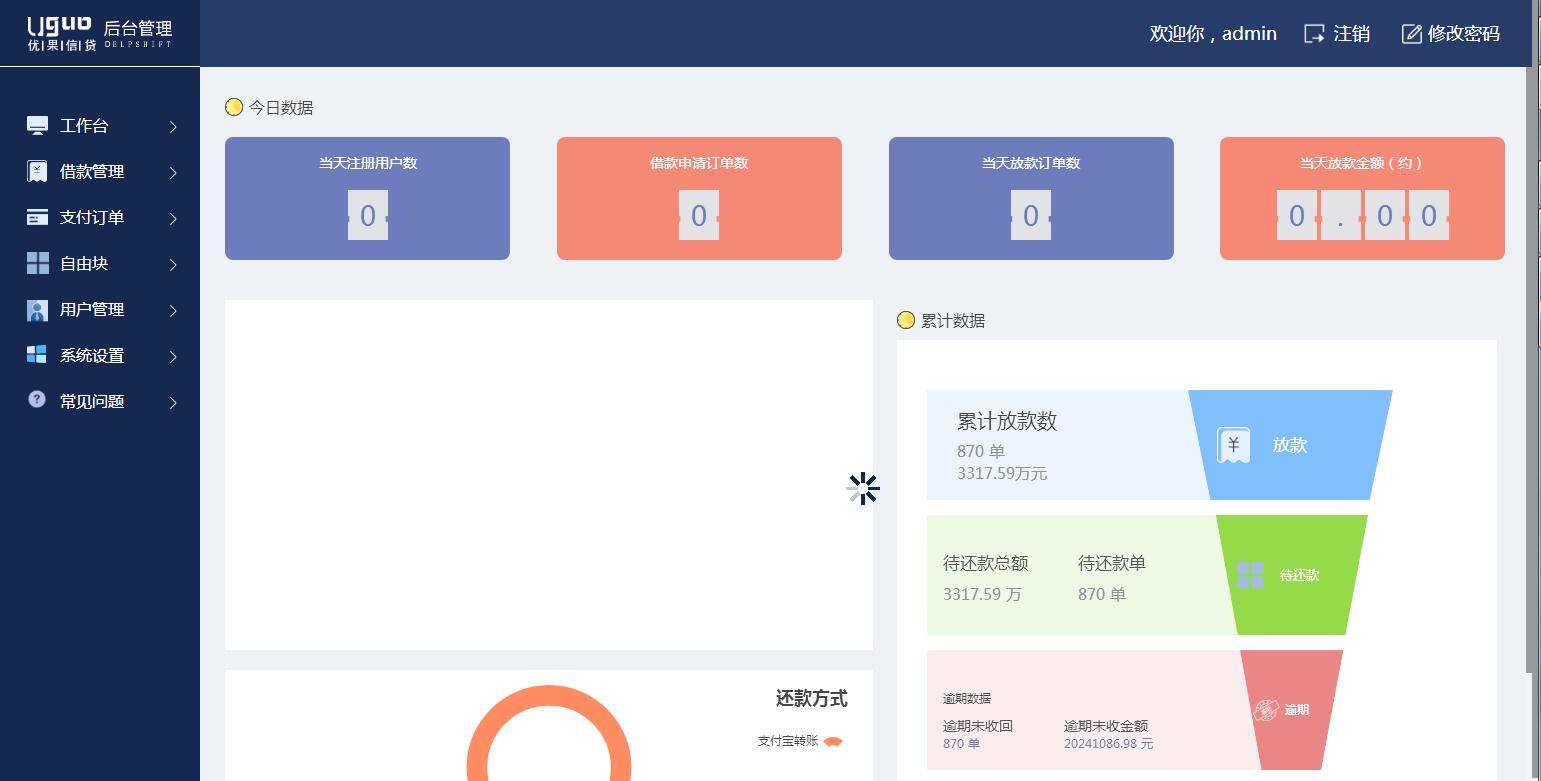 Uguo 后台管理
优|果|信|贷 DELPSHIFT
欢迎你，admin 注销 修改密码
工作台
借款管理
支付订单
自由块
用户管理
系统设置
常见问题
今日数据
当天注册用户数
0
借款申请订单数
0
当天放款订单数
0
当天放款金额（约）
0.00
累计数据
累计放款数
870 单
3317.59万元
¥ 放款
待还款总额 待还款单
3317.59 万 870 单
待还款
逾期数据
逾期未收回 逾期未收金额
870 单 20241086.98 元
逾期
还款方式
支付宝转账